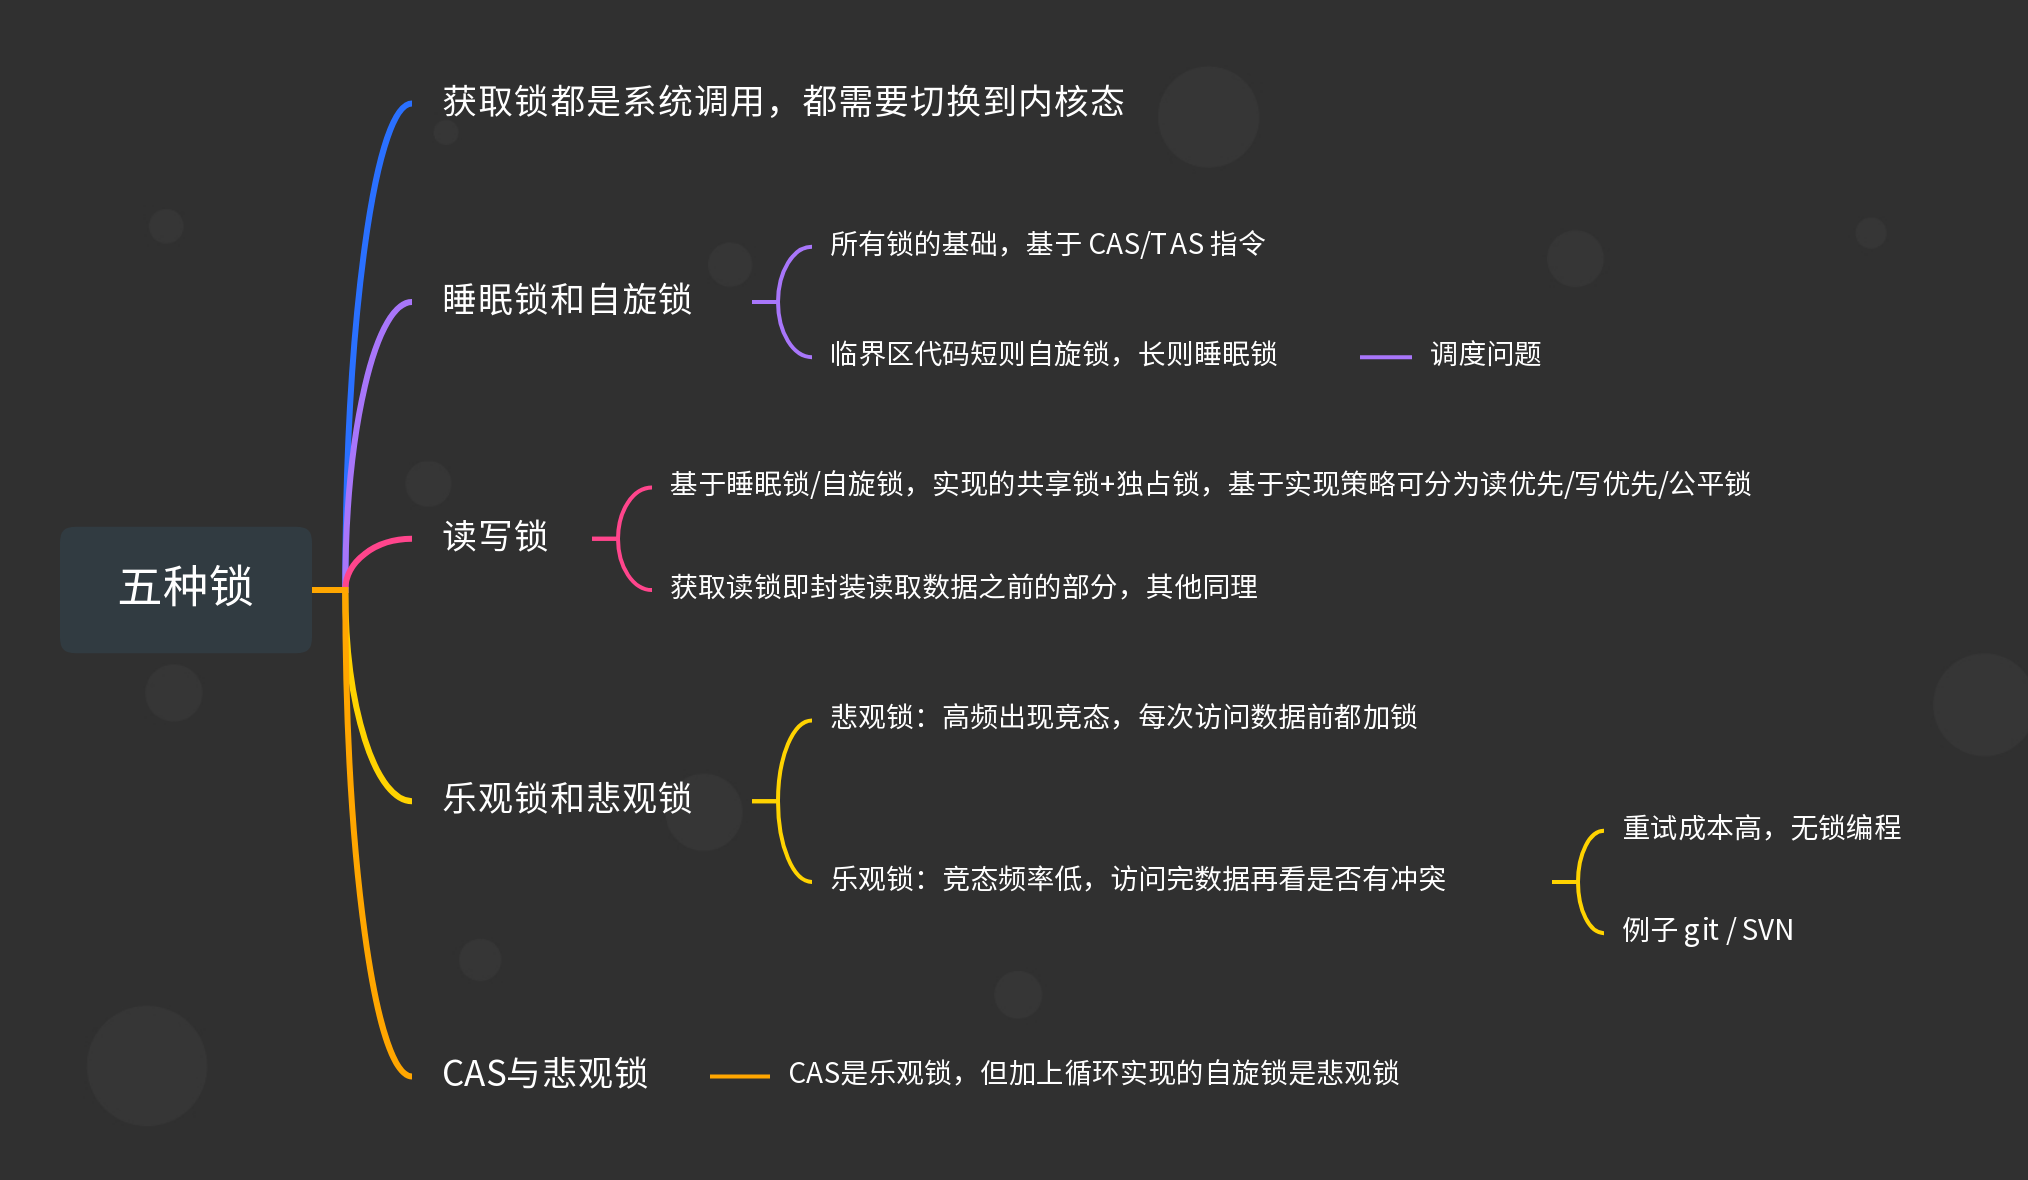 获取锁都是系统调用，都需要切换到内核态
所有锁的基础，基于 CAS/TAS 指令
睡眠锁和自旋锁
临界区代码短则自旋锁，长则睡眠锁
调度问题
基于睡眠锁/自旋锁，实现的共享锁+独占锁，基于实现策略可分为读优先/写优先/公平锁
读写锁
获取读锁即封装读取数据之前的部分，其他同理
五种锁
悲观锁：高频出现竞态，每次访问数据前都加锁
乐观锁和悲观锁
重试成本高，无锁编程
乐观锁：竞态频率低，访问完数据再看是否有冲突
例子 git / SVN
CAS与悲观锁
CAS是乐观锁，但加上循环实现的自旋锁是悲观锁